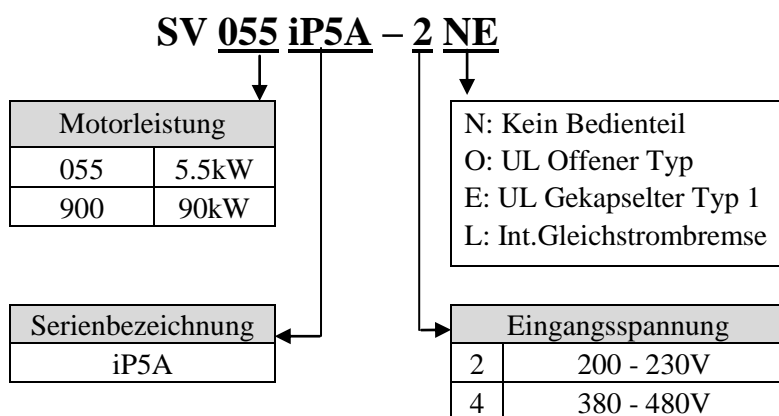 SV 055 iP5A – 2 NE
Motorleistung
055 5.5kW
900 90kW
N: Kein Bedienteil
O: UL Offener Typ
E: UL Gekapselter Typ 1
L: Int.Gleichstrombremse
Serienbezeichnung
iP5A
Eingangsspannung
2 200 - 230V
4 380 - 480V